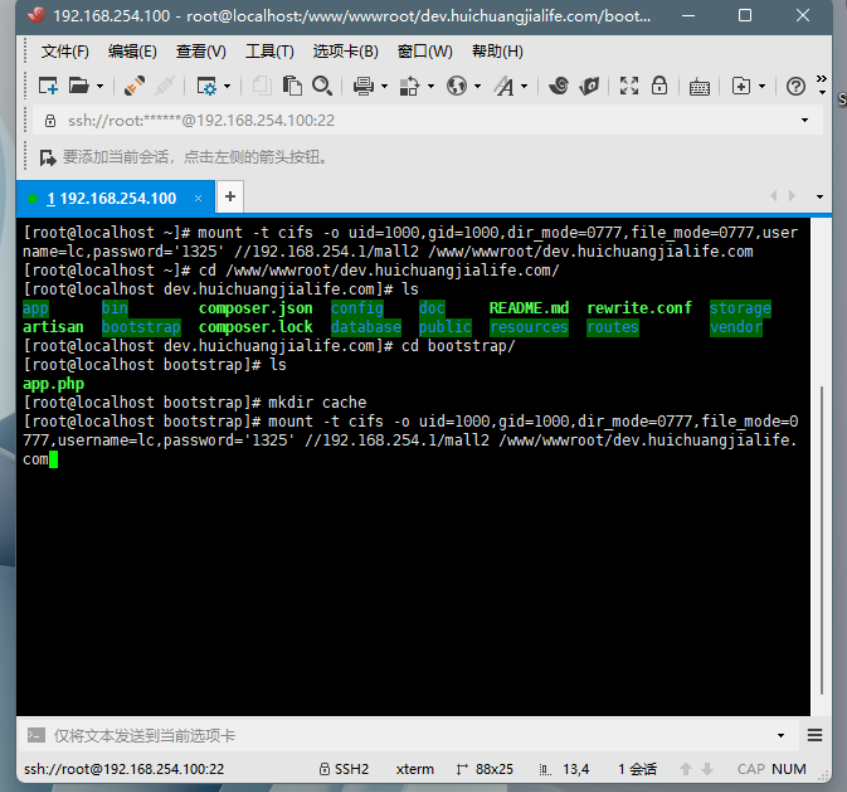 192.168.254.100 - root@localhost:/www/wwwroot/dev.huichuangjialife.com/boot...
文件(F) 编辑(E) 查看(V) 工具(T) 选项卡(B) 窗口(W) 帮助(H)
ssh://root:******@192.168.254.100:22
要添加当前会话，点击左侧的箭头按钮。
1 192.168.254.100 × +
[root@localhost ~]# mount -t cifs -o uid=1000,gid=1000,dir_mode=0777,file_mode=0777,user
name=lc,password='1325' //192.168.254.1/mall2 /www/wwwroot/dev.huichuangjialife.com
[root@localhost ~]# cd /www/wwwroot/dev.huichuangjialife.com/
[root@localhost dev.huichuangjialife.com]# ls
app bin composer.json config doc README.md rewrite.conf storage
artisan bootstrap composer.lock database public resources routes vendor
[root@localhost dev.huichuangjialife.com]# cd bootstrap/
[root@localhost bootstrap]# ls
app.php
[root@localhost bootstrap]# mkdir cache
[root@localhost bootstrap]# mount -t cifs -o uid=1000,gid=1000,dir_mode=0777,file_mode=0
777,username=lc,password='1325' //192.168.254.1/mall2 /www/wwwroot/dev.huichuangjialife.
com
仅将文本发送到当前选项卡
ssh://root@192.168.254.100:22 SSH2 xterm 88x25 13,4 1 会话 CAP NUM